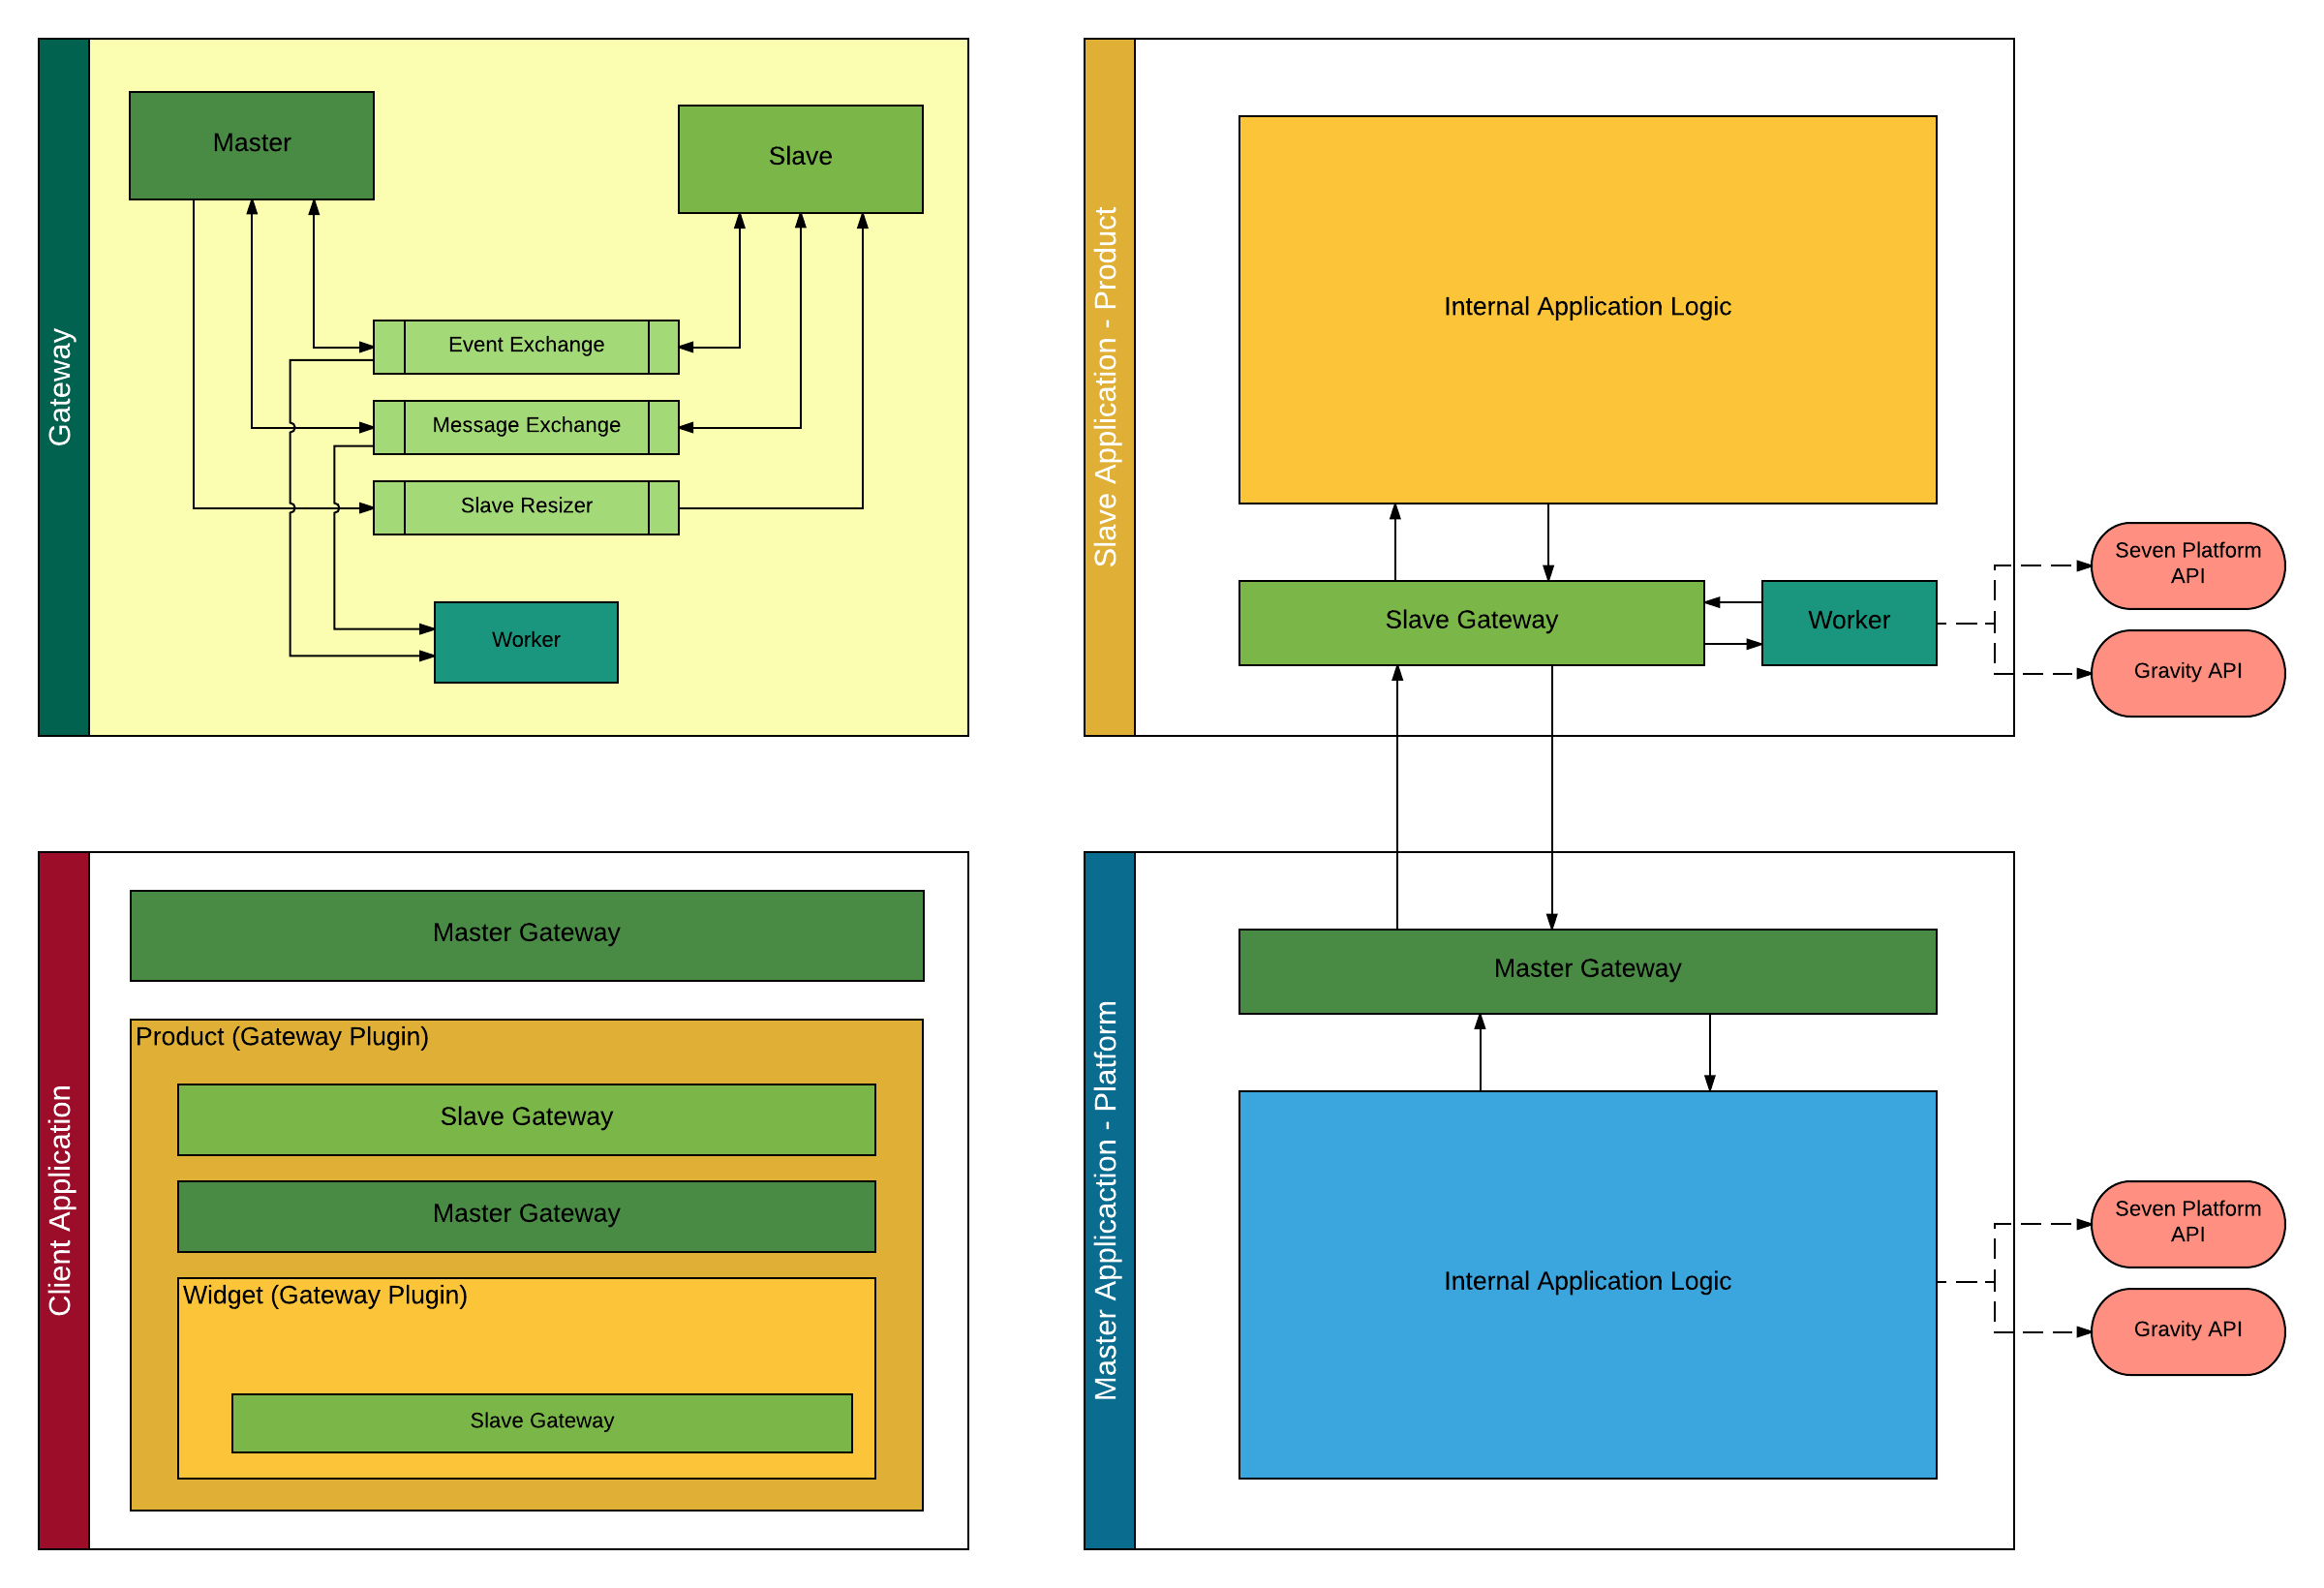 Gateway
Master
Slave
Event Exchange
Message Exchange
Slave Resizer
Worker
Slave Application - Product
Internal Application Logic
Slave Gateway
Worker
Seven Platform
API
Gravity API
Client Application
Master Gateway
Product (Gateway Plugin)
Slave Gateway
Master Gateway
Widget (Gateway Plugin)
Slave Gateway
Master Applicaction - Platform
Master Gateway
Internal Application Logic
Seven Platform
API
Gravity API